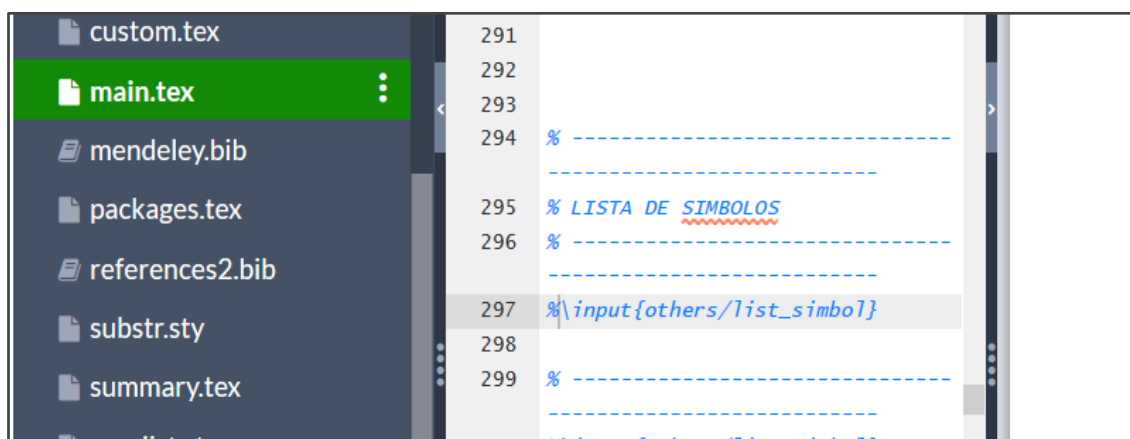 custom.tex
main.tex
mendeley.bib
packages.tex
references2.bib
substr.sty
summary.tex
291
292
293
294 % -------------------------------
---------------------------
295 % LISTA DE SIMBOLOS
296 % -------------------------------
---------------------------
297 %\input{others/list_simbol}
298
299 % -------------------------------
---------------------------